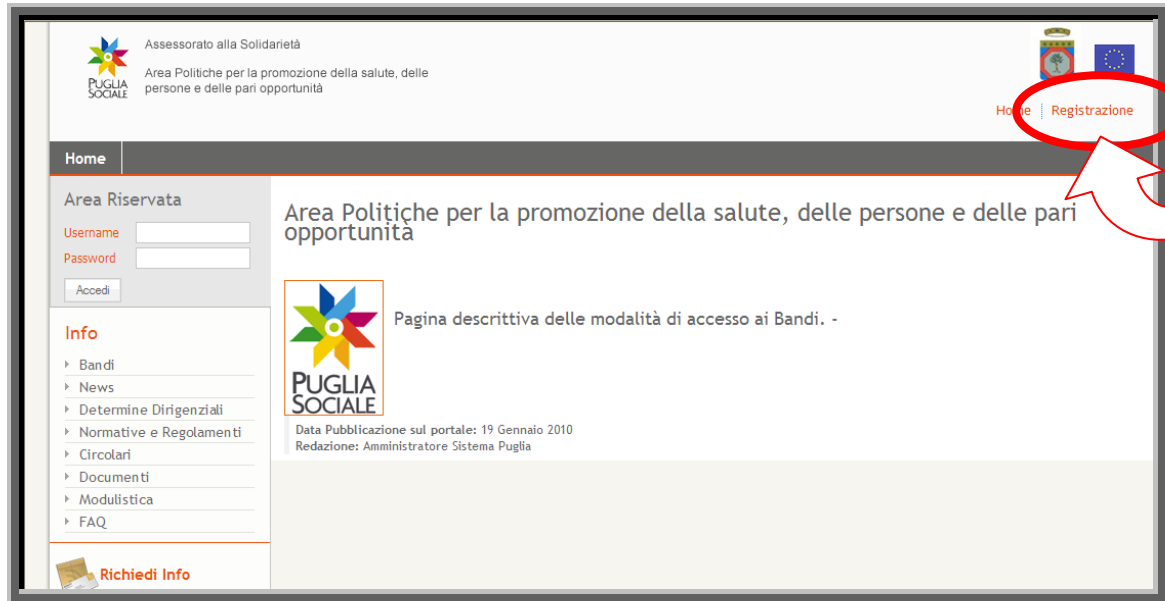 Assessorato alla Solidarietà
Area Politiche per la promozione della salute, delle
persone e delle pari opportunità
PUGLIA
SOCIALE
Home | Registrazione
Home
Area Riservata
Username
Password
Accedi
Info
Bandi
News
Determine Dirigenziali
Normative e Regolamenti
Circolari
Documenti
Modulistica
FAQ
Richiedi Info
Area Politiche per la promozione della salute, delle persone e delle pari
opportunità
PUGLIA
SOCIALE
Pagina descrittiva delle modalità di accesso ai Bandi. -
Data Pubblicazione sul portale: 19 Gennaio 2010
Redazione: Amministratore Sistema Puglia